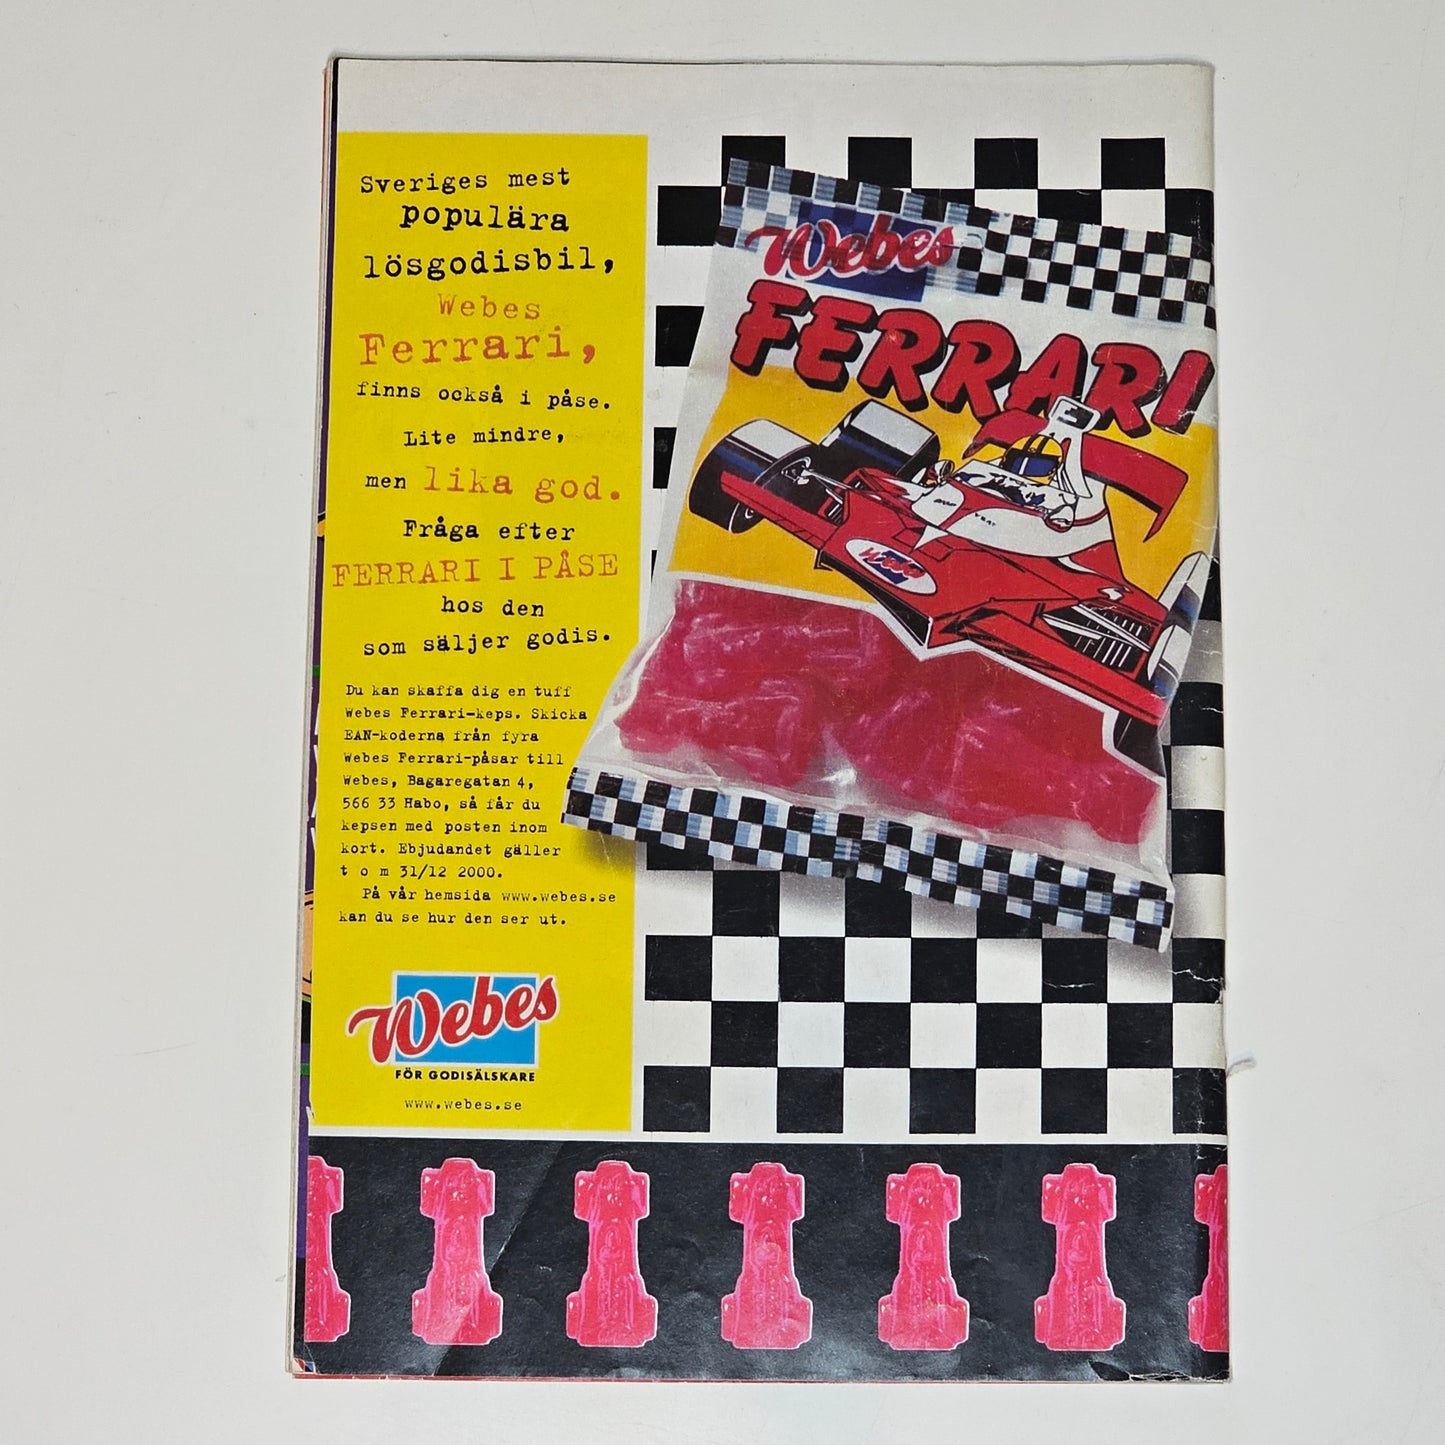 Sveriges mest
populära
lösgodisbil,
Webes
Ferrari,
finns också i påse.
Lite mindre,
men lika god.
Fråga efter
FERRARI I PÅSE
hos den
som säljer godis.
Du kan skaffa dig en tuff
Webes Ferrari-keps. Skicka
EAN-koderna från fyra
Webes Ferrari-påsar till
Webes, Bagaregatan 4,
566 33 Habo, så får du
kepsen med posten inom
kort. Ebjudandet gäller
t o m 31/12 2000.
På vår hemsida www.webes.se
kan du se hur den ser ut.
Webes
FÖR GODISÄLSKARE
www.webes.se
Webes
FERRARI
Webes